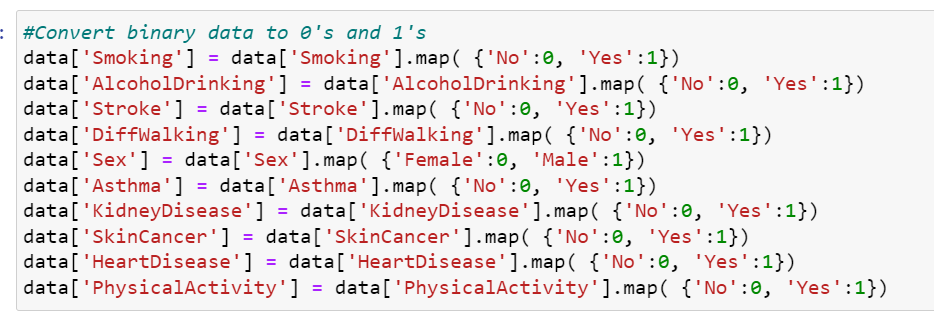 : #Convert binary data to 0's and 1's
data['Smoking'] = data['Smoking'].map( {'No':0, 'Yes':1})
data['AlcoholDrinking'] = data['AlcoholDrinking'].map( {'No':0, 'Yes':1})
data['Stroke'] = data['Stroke'].map( {'No':0, 'Yes':1})
data['DiffWalking'] = data['DiffWalking'].map( {'No':0, 'Yes':1})
data['Sex'] = data['Sex'].map( {'Female':0, 'Male':1})
data['Asthma'] = data['Asthma'].map( {'No':0, 'Yes':1})
data['KidneyDisease'] = data['KidneyDisease'].map( {'No':0, 'Yes':1})
data['SkinCancer'] = data['SkinCancer'].map( {'No':0, 'Yes':1})
data['HeartDisease'] = data['HeartDisease'].map( {'No':0, 'Yes':1})
data['PhysicalActivity'] = data['PhysicalActivity'].map( {'No':0, 'Yes':1})